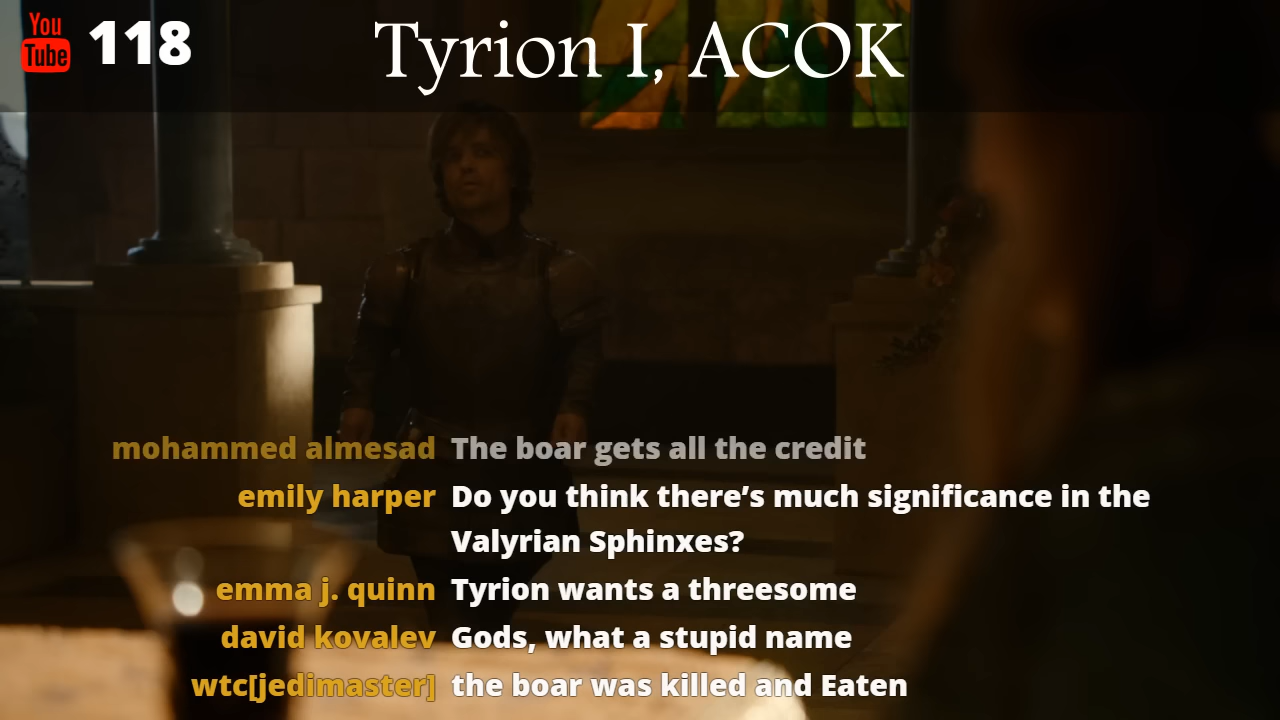 You
Tube
118
Tyrion I, ACOK
mohammed almesad The boar gets all the credit
emily harper Do you think there’s much significance in the
Valyrian Sphinxes?
emma j. quinn Tyrion wants a threesome
david kovalev Gods, what a stupid name
wtc[jedimaster] the boar was killed and Eaten